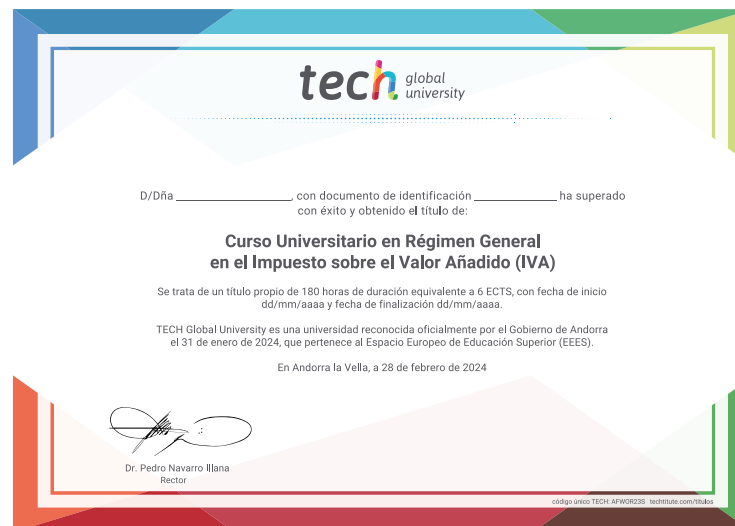 tech global university
D/Dña ____________________, con documento de identificación ______________ ha superado
con éxito y obtenido el título de:
Curso Universitario en Régimen General
en el Impuesto sobre el Valor Añadido (IVA)
Se trata de un título propio de 180 horas de duración equivalente a 6 ECTS, con fecha de inicio
dd/mm/aaaa y fecha de finalización dd/mm/aaaa.
TECH Global University es una universidad reconocida oficialmente por el Gobierno de Andorra
el 31 de enero de 2024, que pertenece al Espacio Europeo de Educación Superior (EEES).
En Andorra la Vella, a 28 de febrero de 2024
Dr. Pedro Navarro Illana
Rector
código único TECH: AFWOR23S techtitute.com/titulos